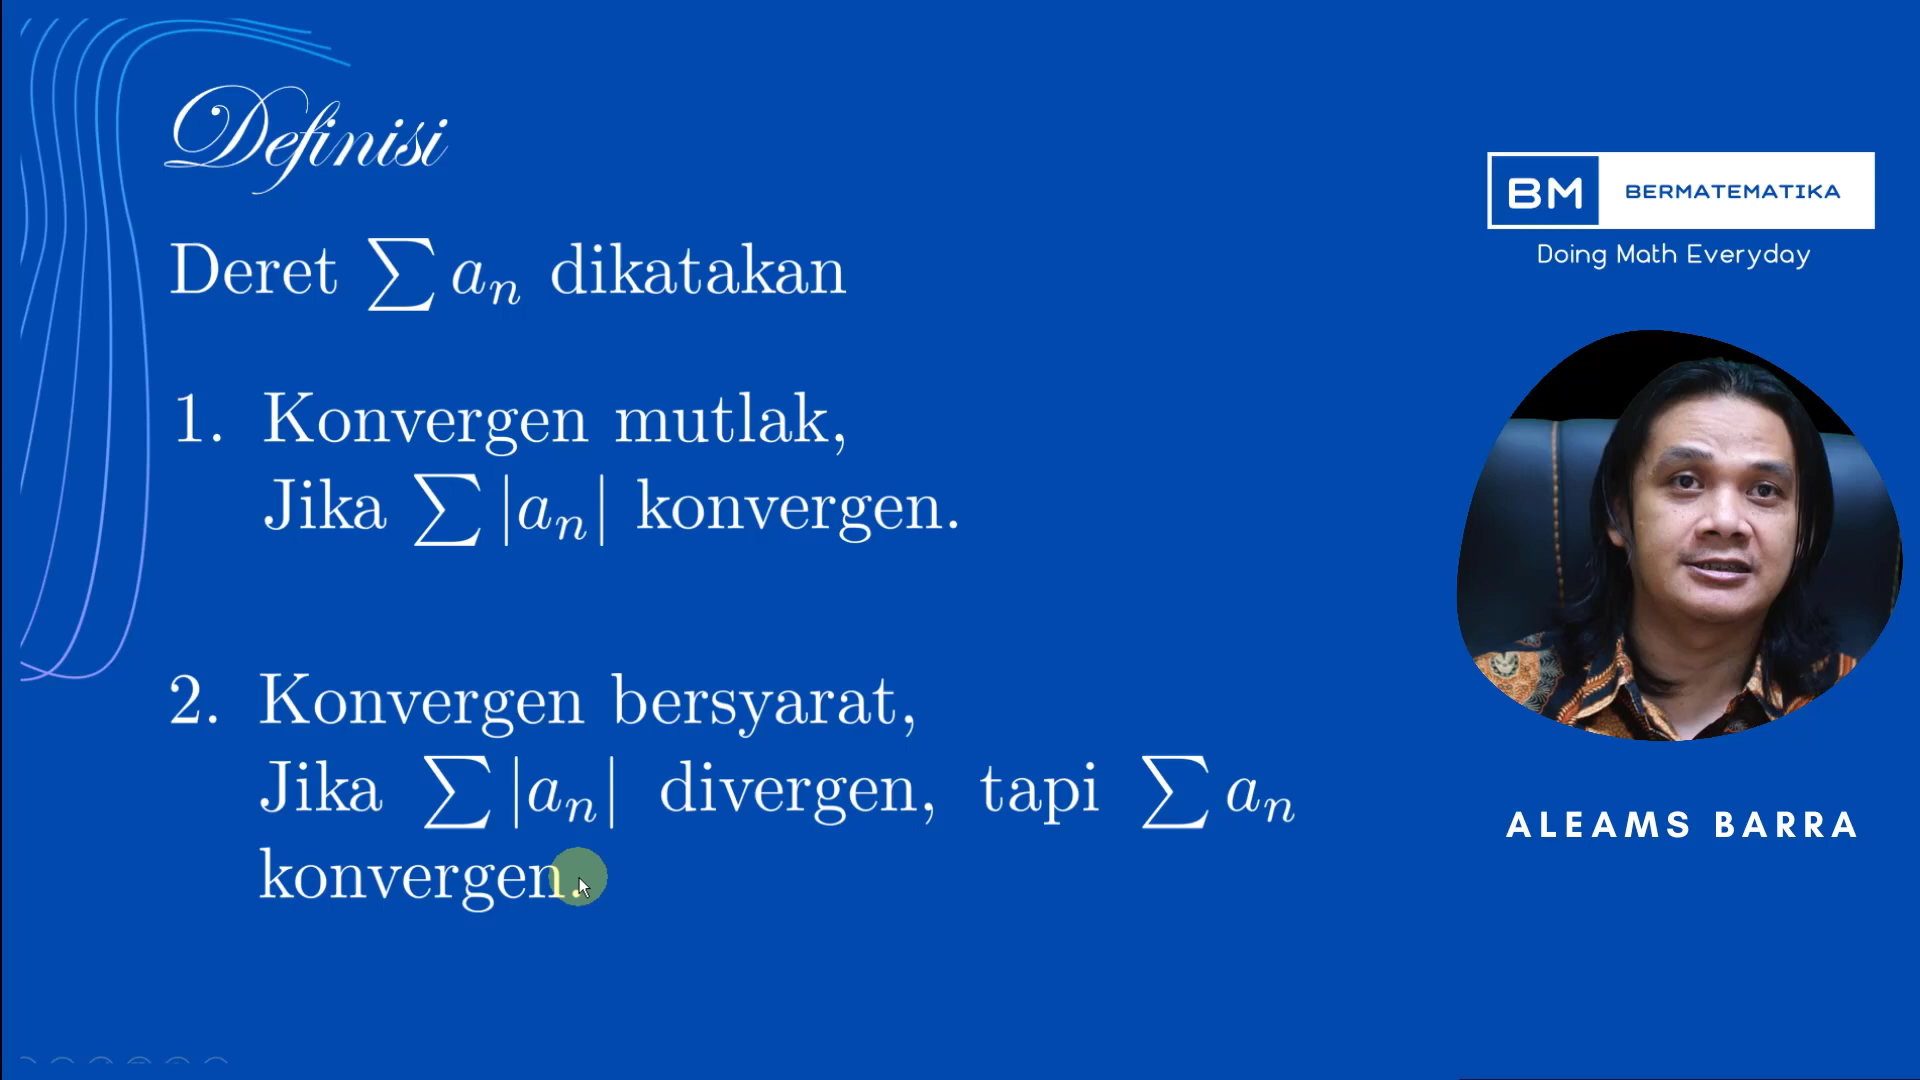 Definisi
Deret ∑ aₙ dikatakan
1. Konvergen mutlak,
Jika ∑ |aₙ| konvergen.
2. Konvergen bersyarat,
Jika ∑ |aₙ| divergen, tapi ∑ aₙ
konvergen.
BM BERMATEMATIKA
Doing Math Everyday
ALEAMS BARRA